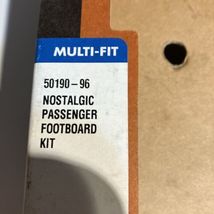 MULTI-FIT
50190-96
NOSTALGIC
PASSENGER
FOOTBOARD
KIT